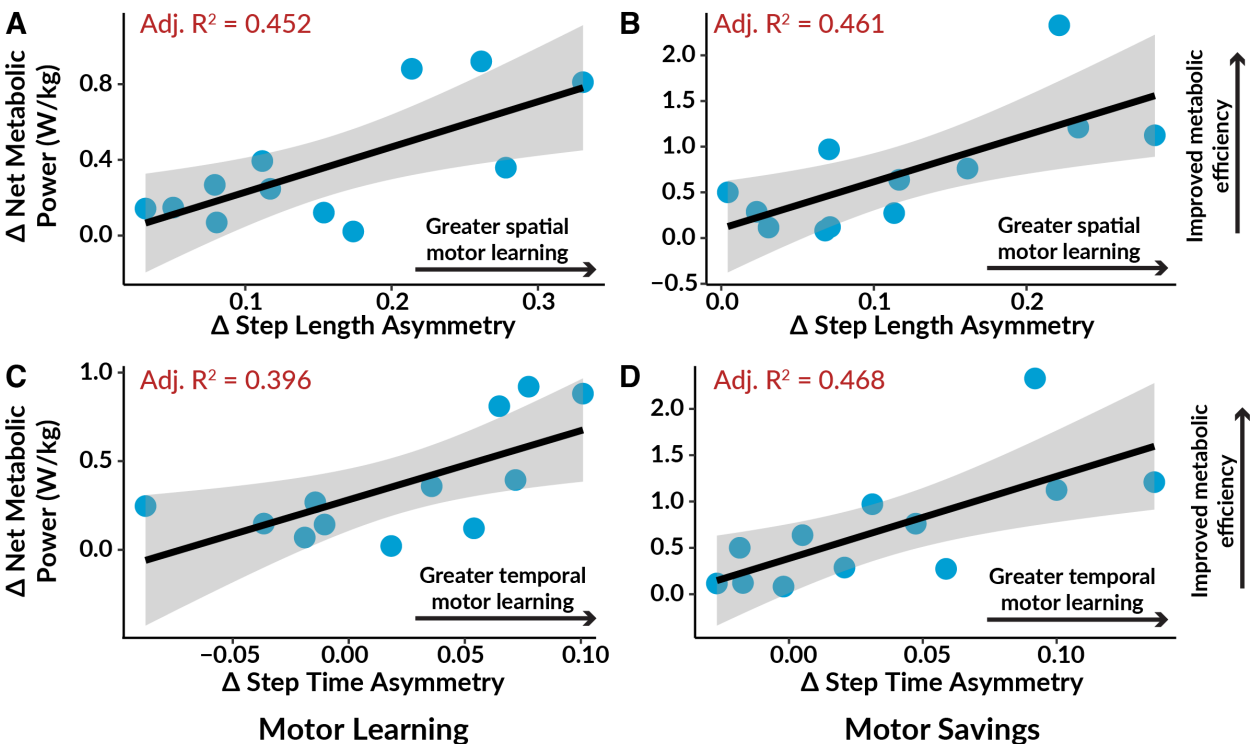 A
Adj. R² = 0.452
Δ Net Metabolic
Power (W/kg)
0.8
0.4
0.0
Greater spatial
motor learning
0.1
0.2
0.3
Δ Step Length Asymmetry
B
Adj. R² = 0.461
2.0
1.5
1.0
0.5
0.0
−0.5
Greater spatial
motor learning
0.0
0.1
0.2
Δ Step Length Asymmetry
Improved metabolic
efficiency
C
Adj. R² = 0.396
Δ Net Metabolic
Power (W/kg)
1.0
0.5
0.0
Greater temporal
motor learning
−0.05
0.00
0.05
0.10
Δ Step Time Asymmetry
D
Adj. R² = 0.468
2.0
1.5
1.0
0.5
0.0
Greater temporal
motor learning
0.00
0.05
0.10
Δ Step Time Asymmetry
Improved metabolic
efficiency
Motor Learning
Motor Savings